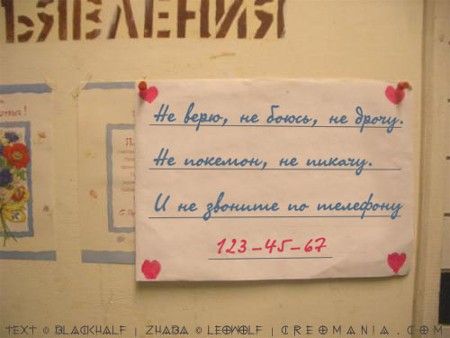 ЪЯВЛЕНИЯ
Не верю, не боюсь, не дрочу.
Не покемон, не пикачу.
И не звоните по телефону
123-45-67
TEXT © BLACKHALF | ZHABA © LEOWOLF | CREOMANIA.COM